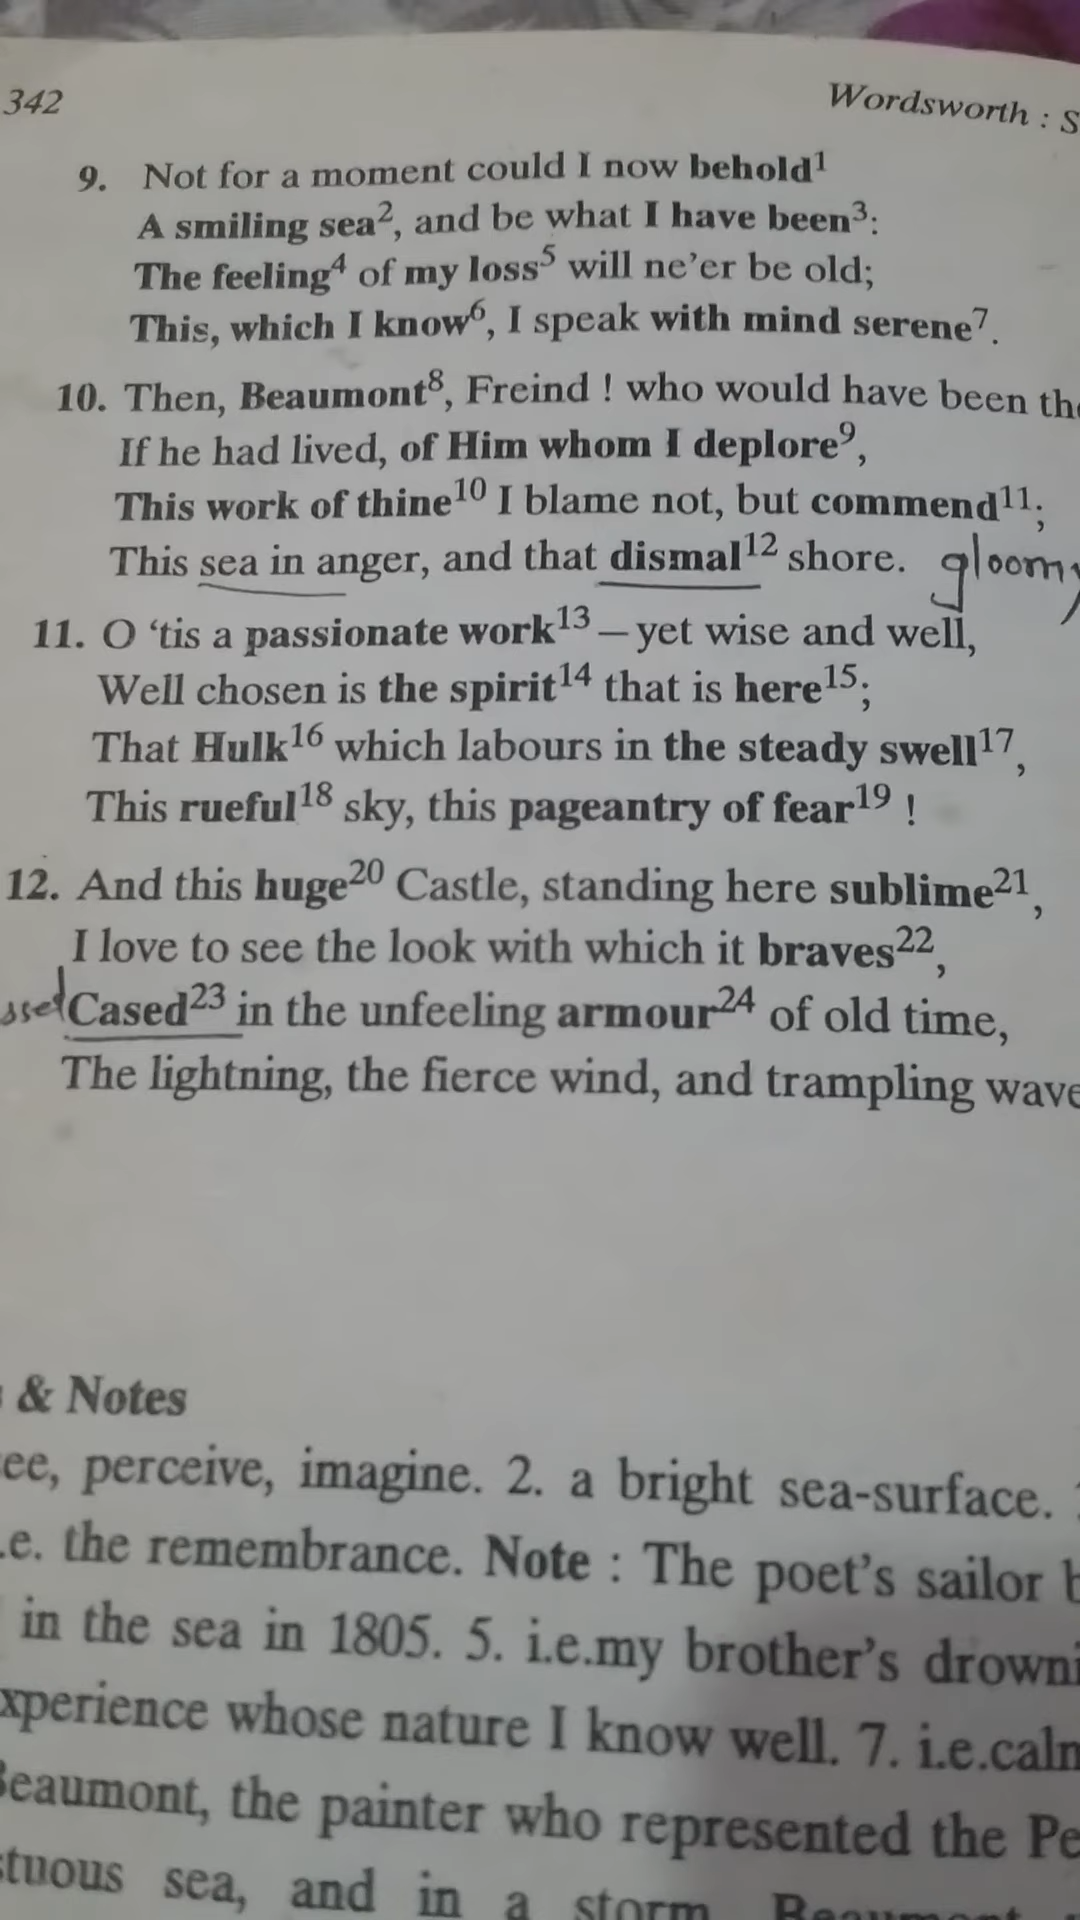 342
Wordsworth : S
9. Not for a moment could I now behold¹
A smiling sea², and be what I have been³:
The feeling⁴ of my loss⁵ will ne'er be old;
This, which I know⁶, I speak with mind serene⁷.
10. Then, Beaumont⁸, Freind ! who would have been the
If he had lived, of Him whom I deplore⁹,
This work of thine¹⁰ I blame not, but commend¹¹;
This sea in anger, and that dismal¹² shore. gloomy
11. O 'tis a passionate work¹³ – yet wise and well,
Well chosen is the spirit¹⁴ that is here¹⁵;
That Hulk¹⁶ which labours in the steady swell¹⁷,
This rueful¹⁸ sky, this pageantry of fear¹⁹ !
12. And this huge²⁰ Castle, standing here sublime²¹,
I love to see the look with which it braves²²,
Cased²³ in the unfeeling armour²⁴ of old time,
The lightning, the fierce wind, and trampling wave
& Notes
ee, perceive, imagine. 2. a bright sea-surface.
.e. the remembrance. Note : The poet's sailor b
in the sea in 1805. 5. i.e.my brother's drowni
xperience whose nature I know well. 7. i.e.calm
Beaumont, the painter who represented the Pe
stuous sea, and in a storm. Beaumont